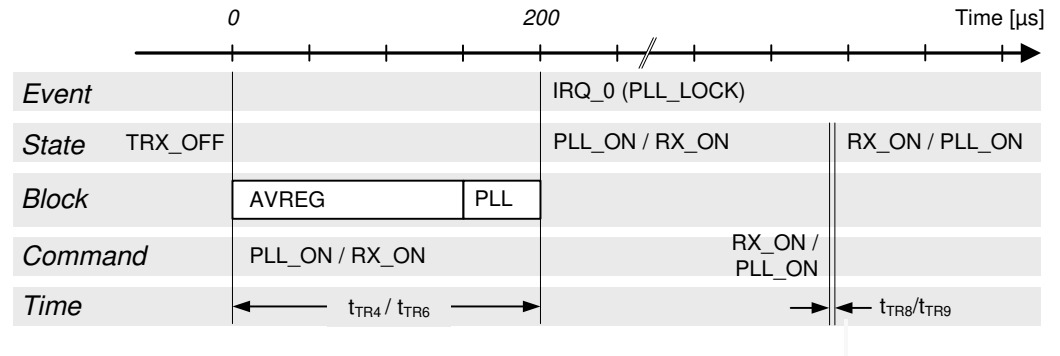 0 200 Time [µs]
Event IRQ_0 (PLL_LOCK)
State TRX_OFF PLL_ON / RX_ON RX_ON / PLL_ON
Block AVREG PLL
Command PLL_ON / RX_ON RX_ON /
PLL_ON
Time tTR4 / tTR6 tTR8/tTR9